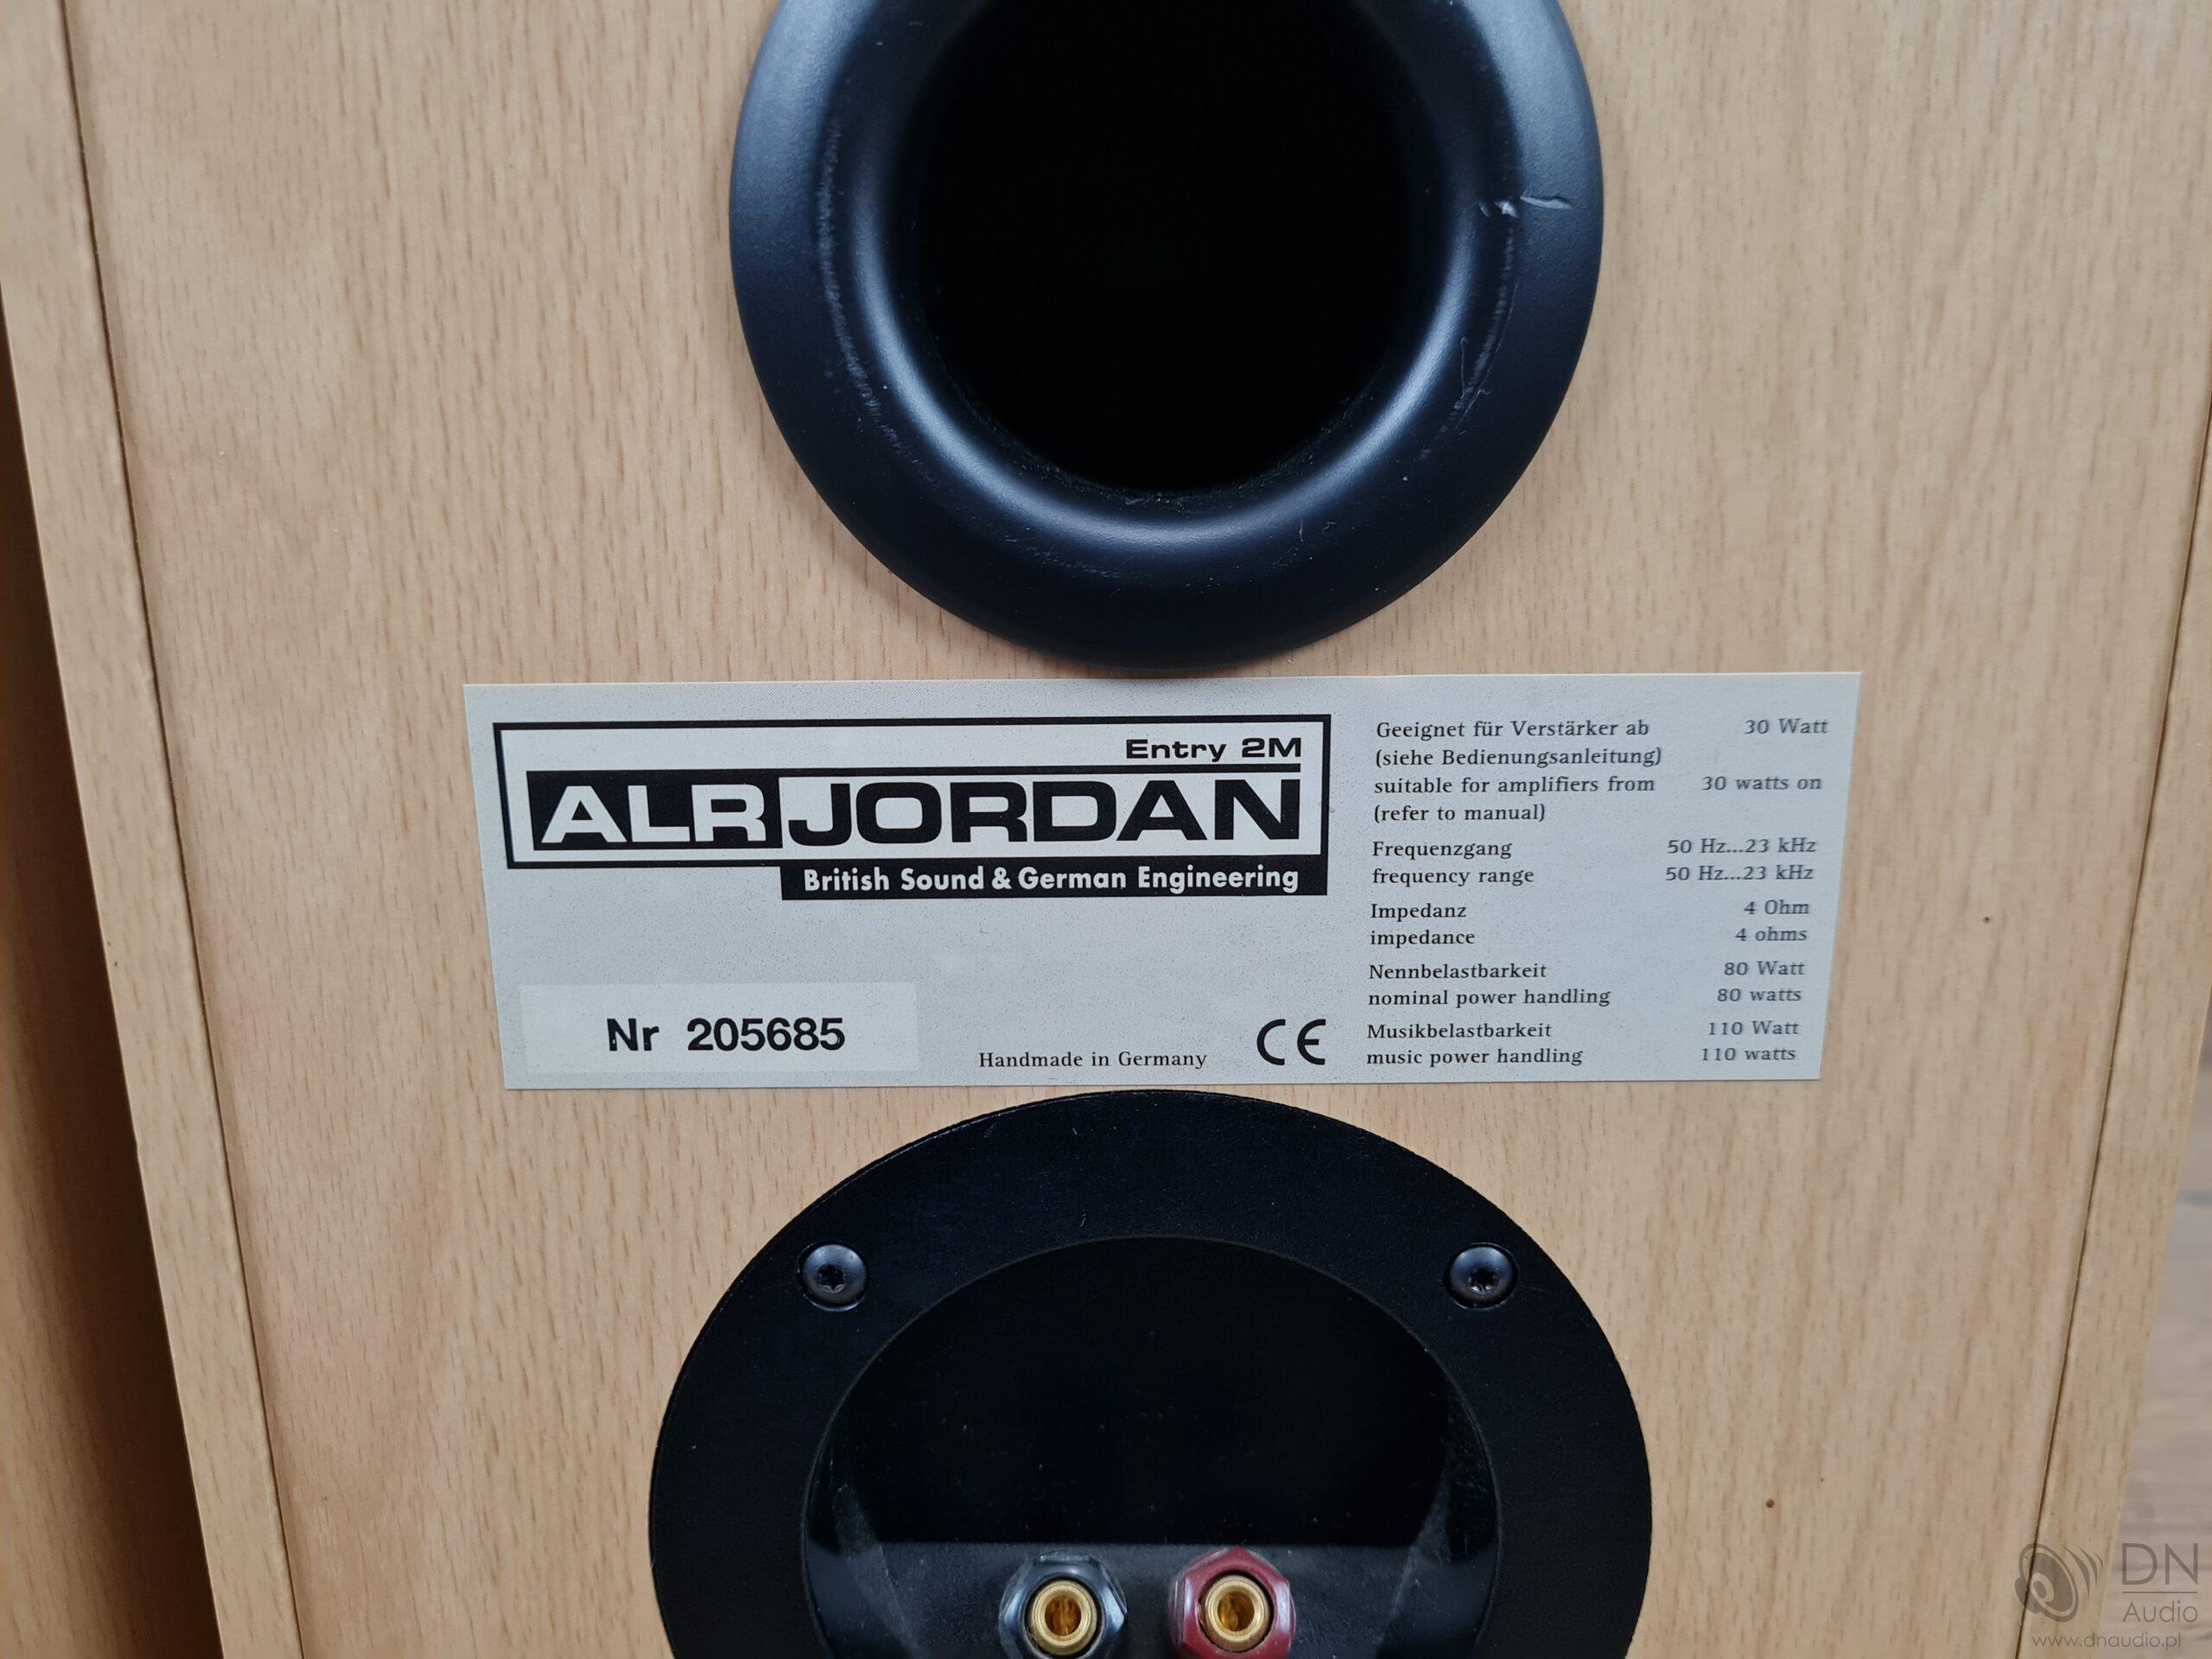 Entry 2M
ALR JORDAN
British Sound & German Engineering
Nr 205685
Handmade in Germany
CE
Geeignet für Verstärker ab 30 Watt
(siehe Bedienungsanleitung)
suitable for amplifiers from 30 watts on
(refer to manual)
Frequenzgang 50 Hz...23 kHz
frequency range 50 Hz...23 kHz
Impedanz 4 Ohm
impedance 4 ohms
Nennbelastbarkeit 80 Watt
nominal power handling 80 watts
Musikbelastbarkeit 110 Watt
music power handling 110 watts
DN
Audio
www.dnaudio.pl